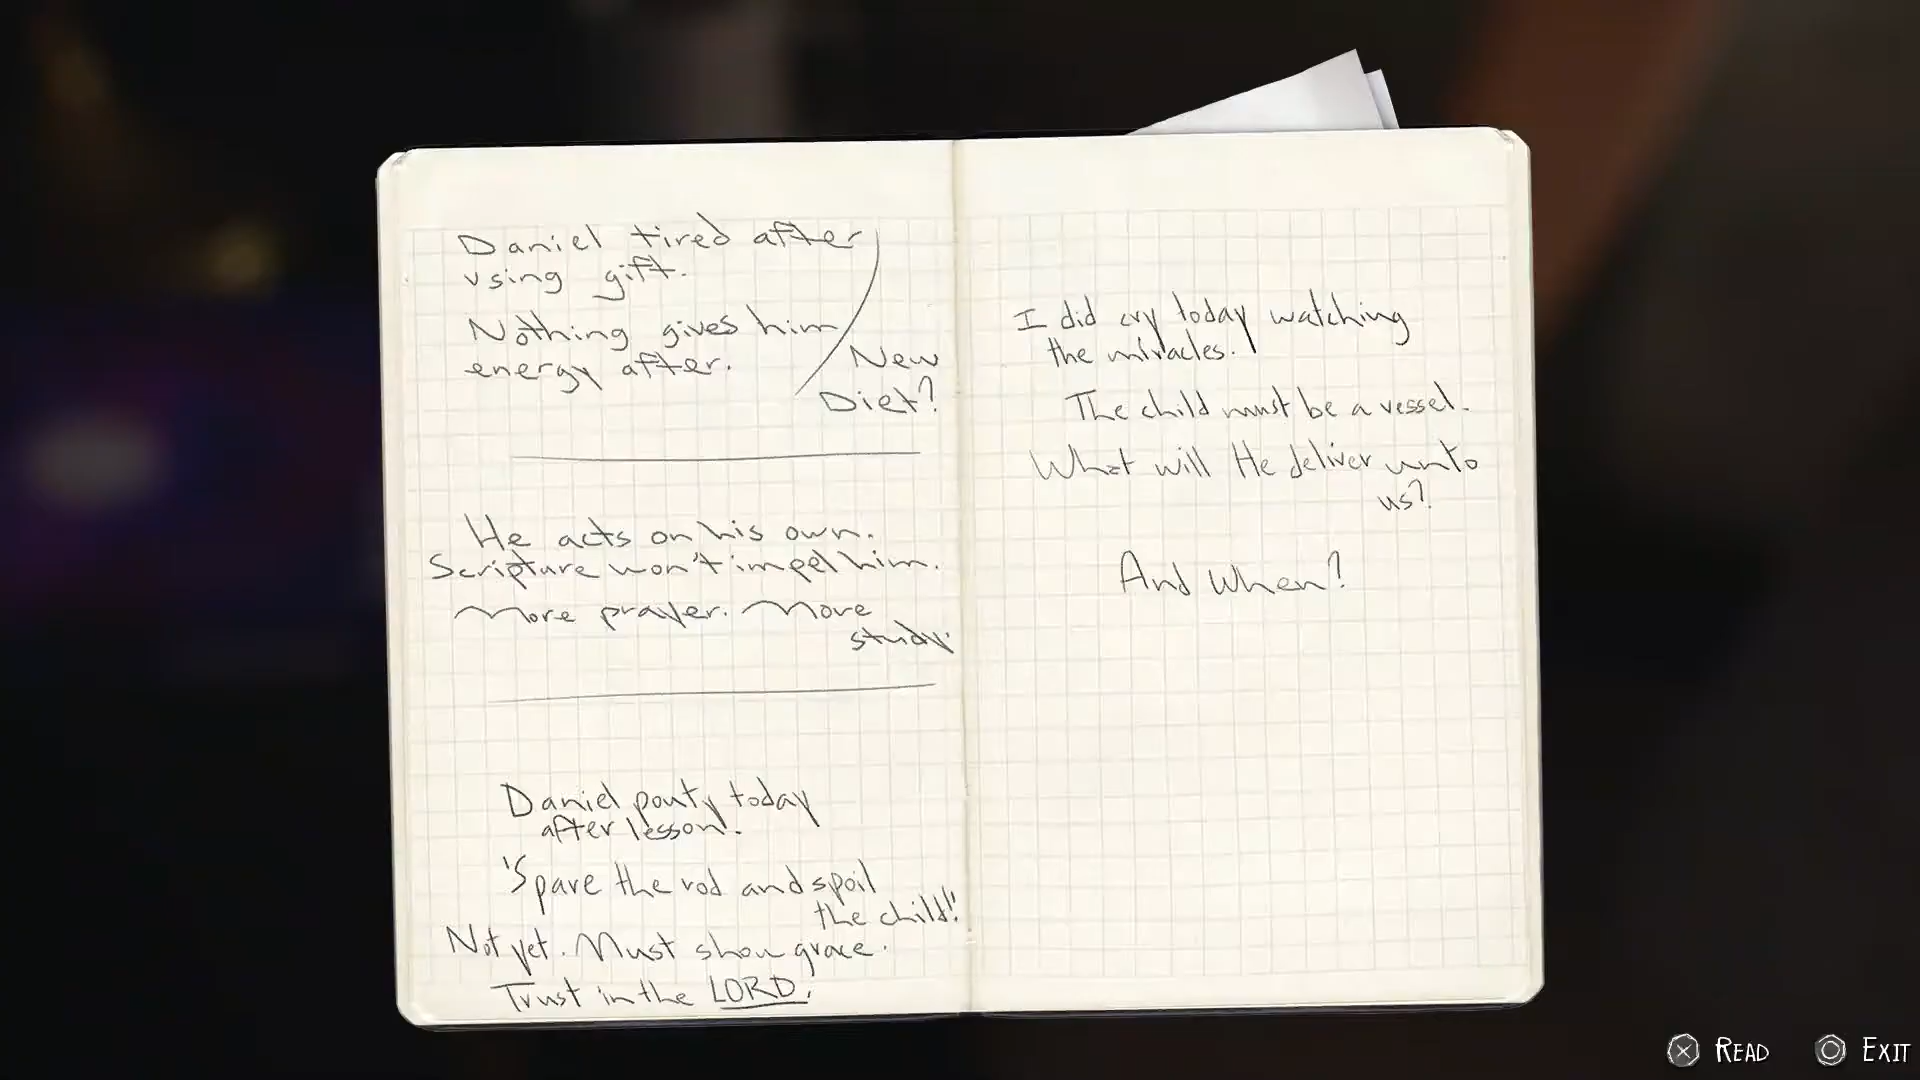 Daniel tired after
using gift.
Nothing gives him
energy after.
New
Diet?
He acts on his own.
Scripture won't impel him.
More prayer. More
study.
Daniel pouty today
after lesson.
'Spare the rod and spoil
the child!'
Not yet. Must show grace.
Trust in the LORD.
I did cry today watching
the miracles.
The child must be a vessel.
What will He deliver unto
us?
And When?
READ
EXIT